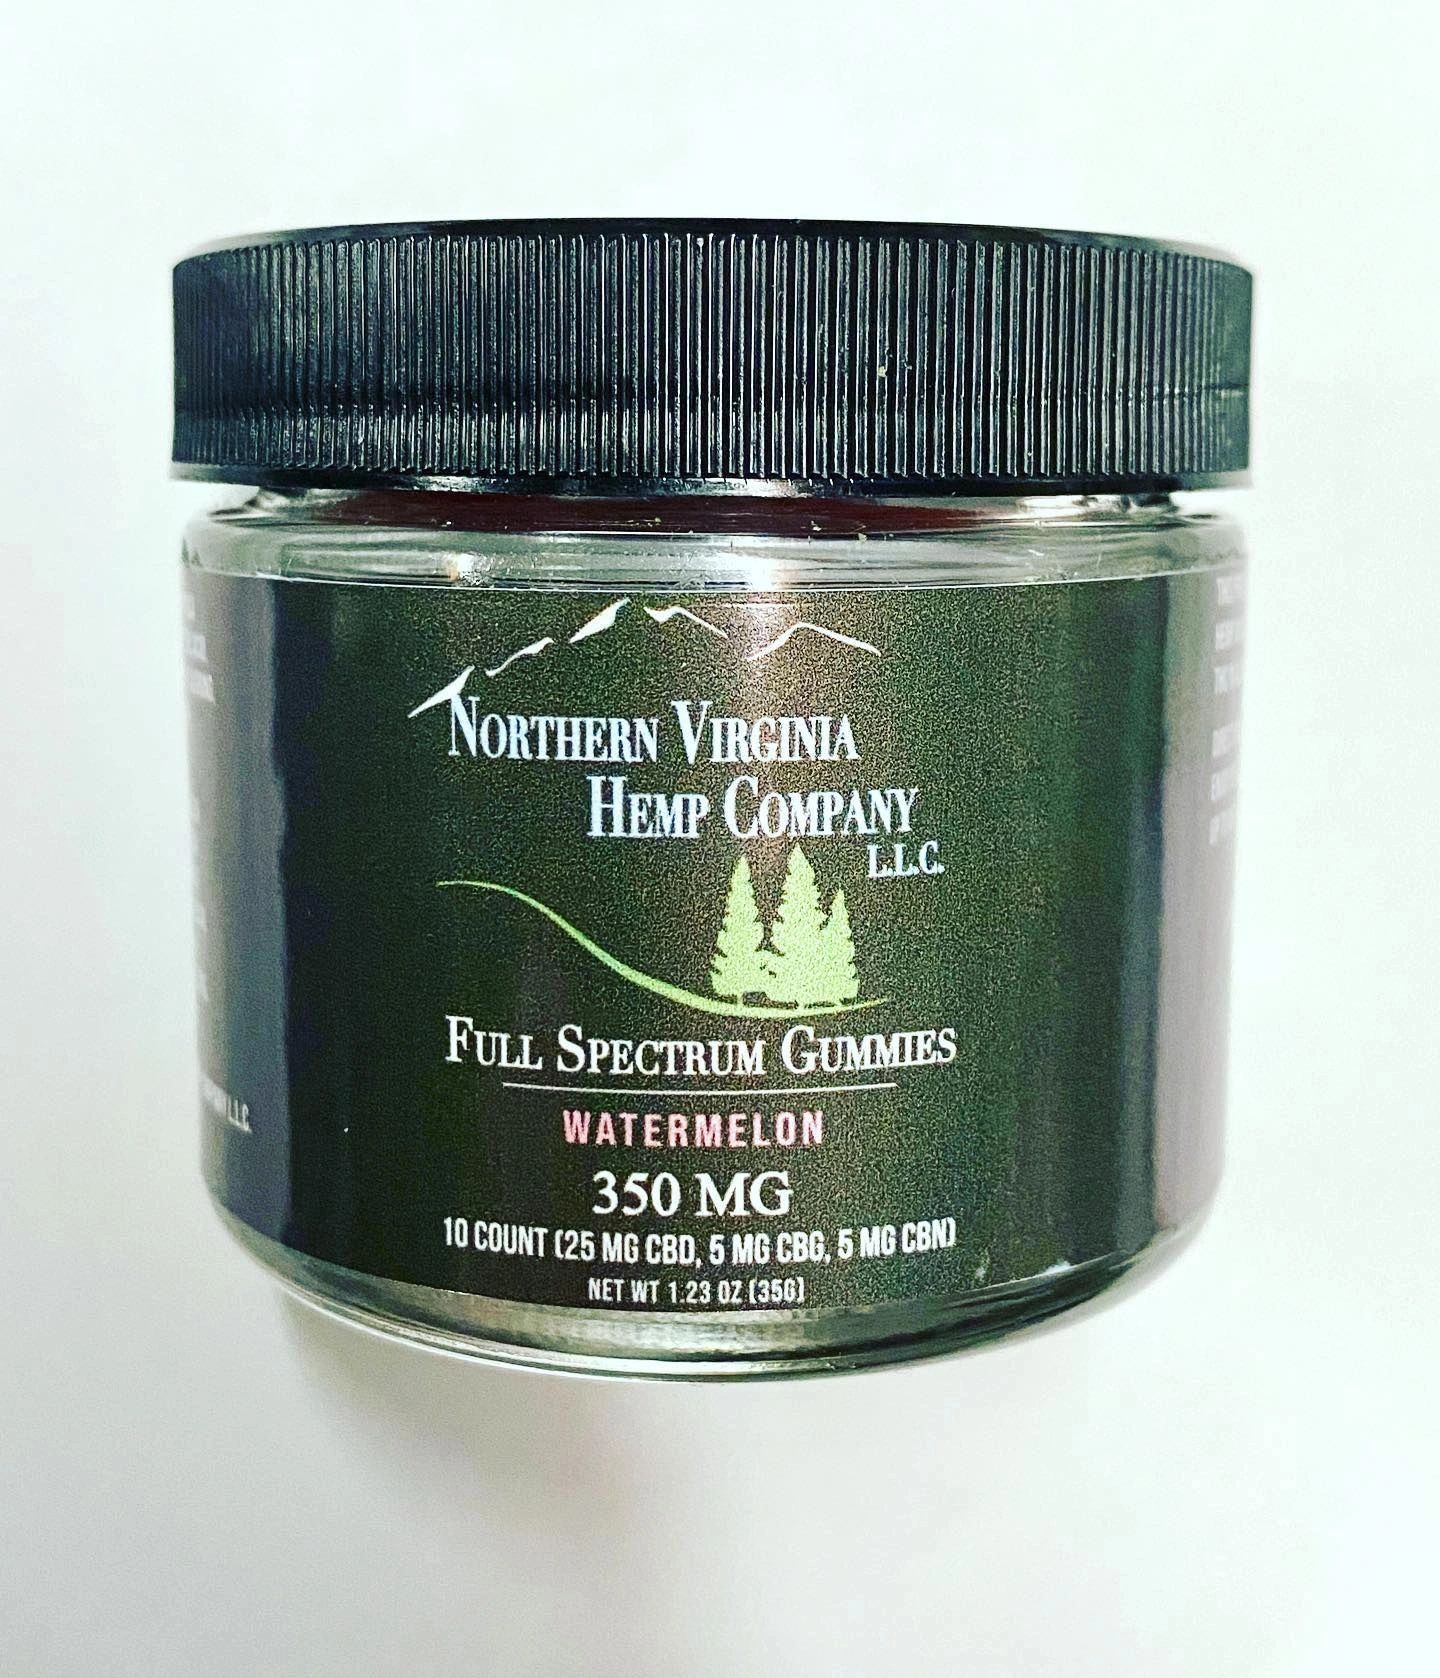 NORTHERN VIRGINIA
HEMP COMPANY
L.L.C.
FULL SPECTRUM GUMMIES
WATERMELON
350 MG
10 COUNT (25 MG CBD, 5 MG CBG, 5 MG CBN)
NET WT 1.23 OZ (35G)
L.L.C.